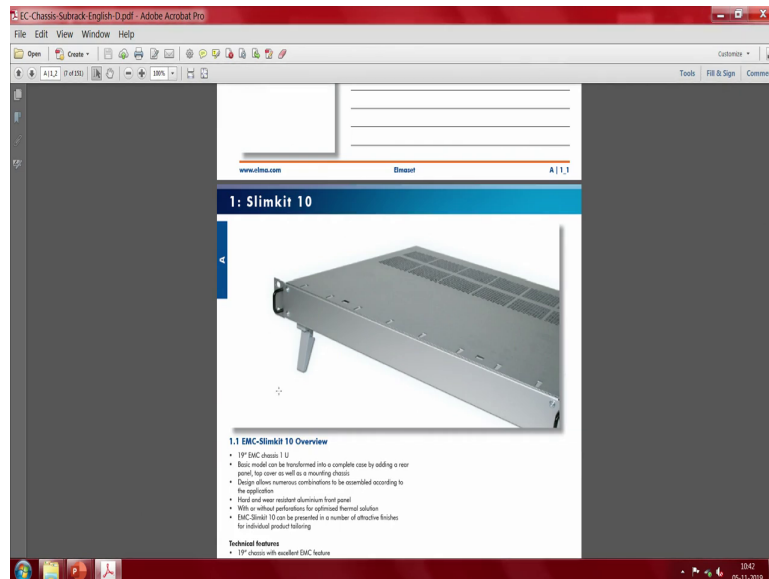 EC-Chassis-Subrack-English-D.pdf - Adobe Acrobat Pro
File Edit View Window Help
Open Create Customize
A|1_2 (7 of 151) 100% Tools Fill & Sign Comme
www.elma.com Elmaset A | 1_1
1: Slimkit 10
A
1.1 EMC-Slimkit 10 Overview
• 19" EMC chassis 1 U
• Basic model can be transformed into a complete case by adding a rear
panel, top cover as well as a mounting chassis
• Design allows numerous combinations to be assembled according to
the application
• Hard and wear resistant aluminium front panel
• With or without perforations for optimised thermal solution
• EMC-Slimkit 10 can be presented in a number of attractive finishes
for individual product tailoring
Technical features
• 19" chassis with excellent EMC feature
10:42
05-11-2019